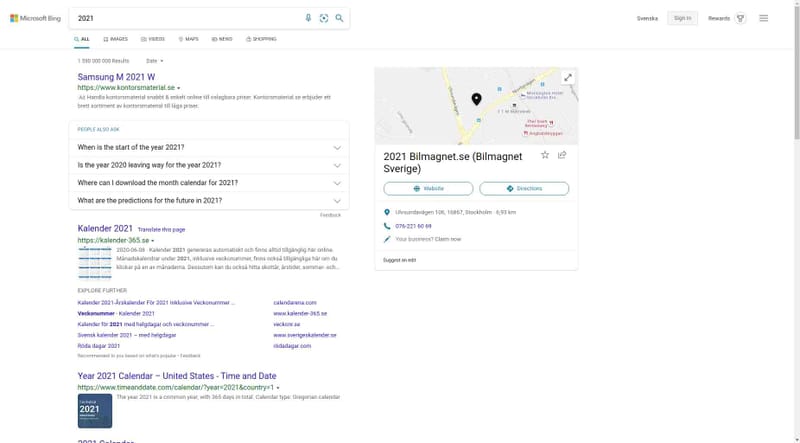 Microsoft Bing
2021
Svenska
Sign in
Rewards
ALL
IMAGES
VIDEOS
MAPS
NEWS
SHOPPING
Results
Date
Samsung M 2021 W
https://www.kontorsmaterial.se
Ad Handla kontorsmaterial snabbt & enkelt online till oslagbara priser. Kontorsmaterial.se erbjuder ett
brett sortiment av kontorsmaterial till låga priser.
PEOPLE ALSO ASK
When is the start of the year 2021?
Is the year 2020 leaving way for the year 2021?
Where can I download the month calendar for 2021?
What are the predictions for the future in 2021?
Feedback
Kalender 2021 Translate this page
https://kalender-365.se
2020-06-08 · Kalender 2021 genereras automatiskt och finns alltid tillgänglig här online.
Månadskalendrar under 2021, inklusive veckonummer, finns också tillgängliga här om du
klickar på en av månaderna. Dessutom kan du också hitta skottår, årstider, sommar- och...
EXPLORE FURTHER
Kalender 2021-Årskalender För 2021 inklusive Veckonummer ...
calendarena.com
Veckonummer - Kalender 2021
www.kalender-365.se
Kalender för 2021 med helgdagar och veckonummer ...
veckonr.se
Svensk kalender 2021 – med helgdagar
www.sverigeskalender.se
Röda dagar 2021
rödadagar.com
Recommended to you based on what's popular • Feedback
Year 2021 Calendar – United States - Time and Date
https://www.timeanddate.com/calendar/?year=2021&country=1
2021
The year 2021 is a common year, with 365 days in total. Calendar type: Gregorian calendar
2021 Calendar
2021 Bilmagnet.se (Bilmagnet
Sverige)
Website
Directions
Ulvsundavägen 106, 16867, Stockholm · 6,93 km
076-221 60 69
Your business? Claim now
Suggest an edit